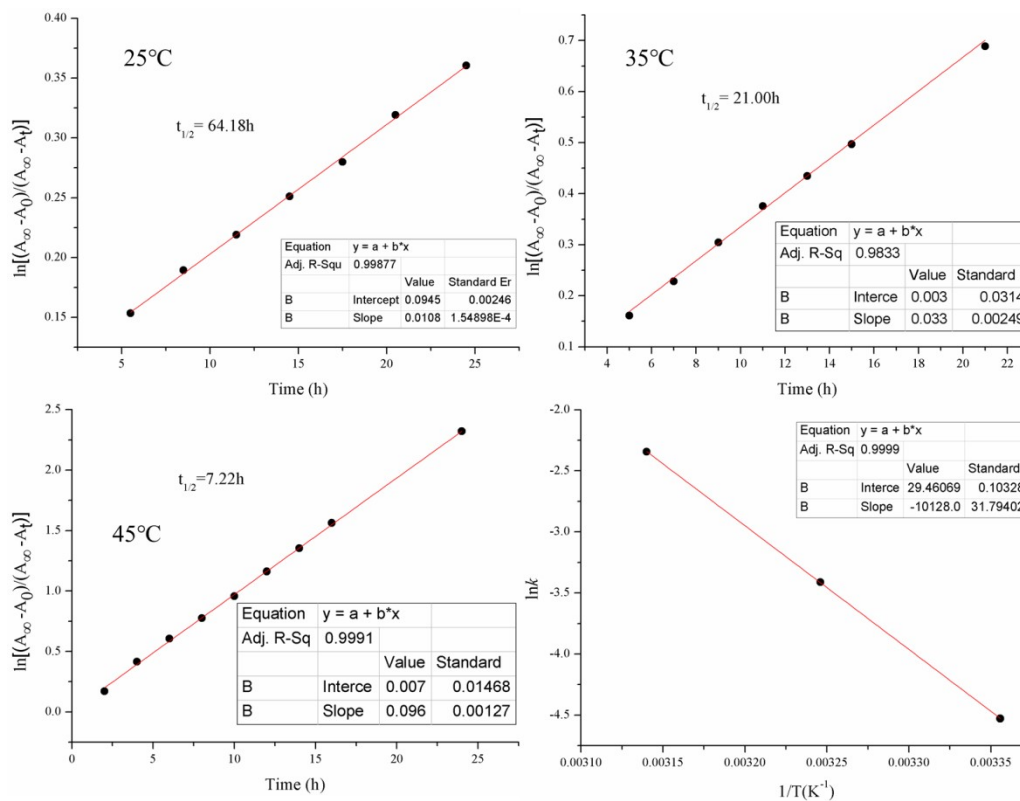 25°C
t1/2= 64.18h
ln[(A∞ -A0)/(A∞ -At)]
0.40
0.35
0.30
0.25
0.20
0.15
Equation y = a + b*x
Adj. R-Squ 0.99877
Value Standard Er
B Intercept 0.0945 0.00246
B Slope 0.0108 1.54898E-4
5 10 15 20 25
Time (h)
35°C
t1/2= 21.00h
ln[(A∞ -A0)/(A∞ -At)]
0.7
0.6
0.5
0.4
0.3
0.2
0.1
Equation y = a + b*x
Adj. R-Sq 0.9833
Value Standard
B Interce 0.003 0.0314
B Slope 0.033 0.00249
4 6 8 10 12 14 16 18 20 22
Time (h)
45°C
t1/2=7.22h
ln[(A∞ -A0)/(A∞ -At)]
2.5
2.0
1.5
1.0
0.5
0.0
Equation y = a + b*x
Adj. R-Sq 0.9991
Value Standard
B Interce 0.007 0.01468
B Slope 0.096 0.00127
0 5 10 15 20 25
Time (h)
lnk
-2.0
-2.5
-3.0
-3.5
-4.0
-4.5
Equation y = a + b*x
Adj. R-Sq 0.9999
Value Standard
B Interce 29.46069 0.10328
B Slope -10128.0 31.79402
0.00310 0.00315 0.00320 0.00325 0.00330 0.00335
1/T(K-1)